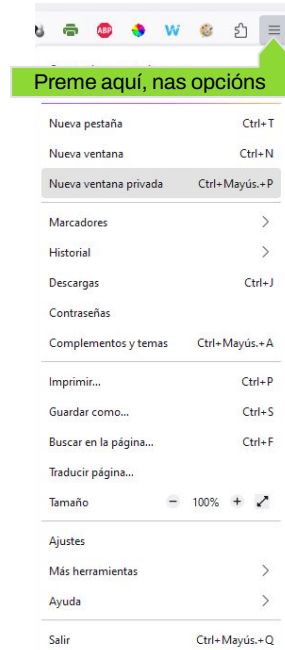 ABP
W
Preme aquí, nas opcións
Nueva pestaña Ctrl+T
Nueva ventana Ctrl+N
Nueva ventana privada Ctrl+Mayús.+P
Marcadores
Historial
Descargas Ctrl+J
Contraseñas
Complementos y temas Ctrl+Mayús.+A
Imprimir... Ctrl+P
Guardar como... Ctrl+S
Buscar en la página... Ctrl+F
Traducir página...
Tamaño − 100% +
Ajustes
Más herramientas
Ayuda
Salir Ctrl+Mayús.+Q